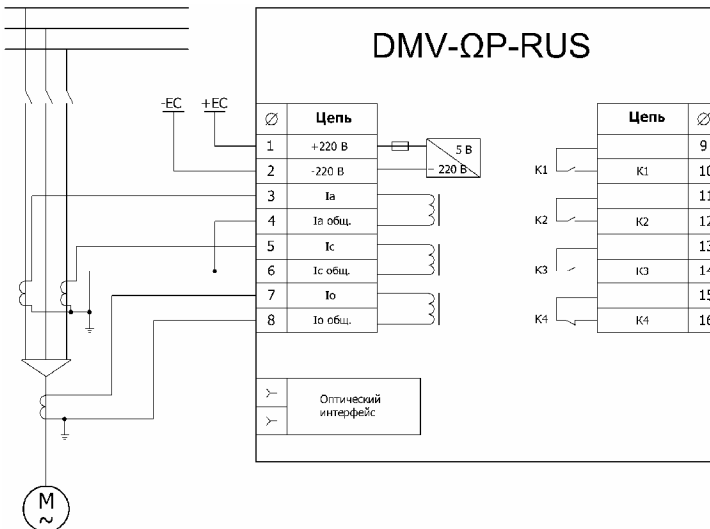 DMV-ΩP-RUS
-EC +EC
∅ Цепь
1 +220 В
2 -220 В
3 Ia
4 Ia общ.
5 Ic
6 Ic общ.
7 Io
8 Io общ.
5 В
220 В
Оптический
интерфейс
Цепь ∅
9
K1 K1 10
11
K2 K2 12
13
K3 K3 14
15
K4 K4 16
M
~